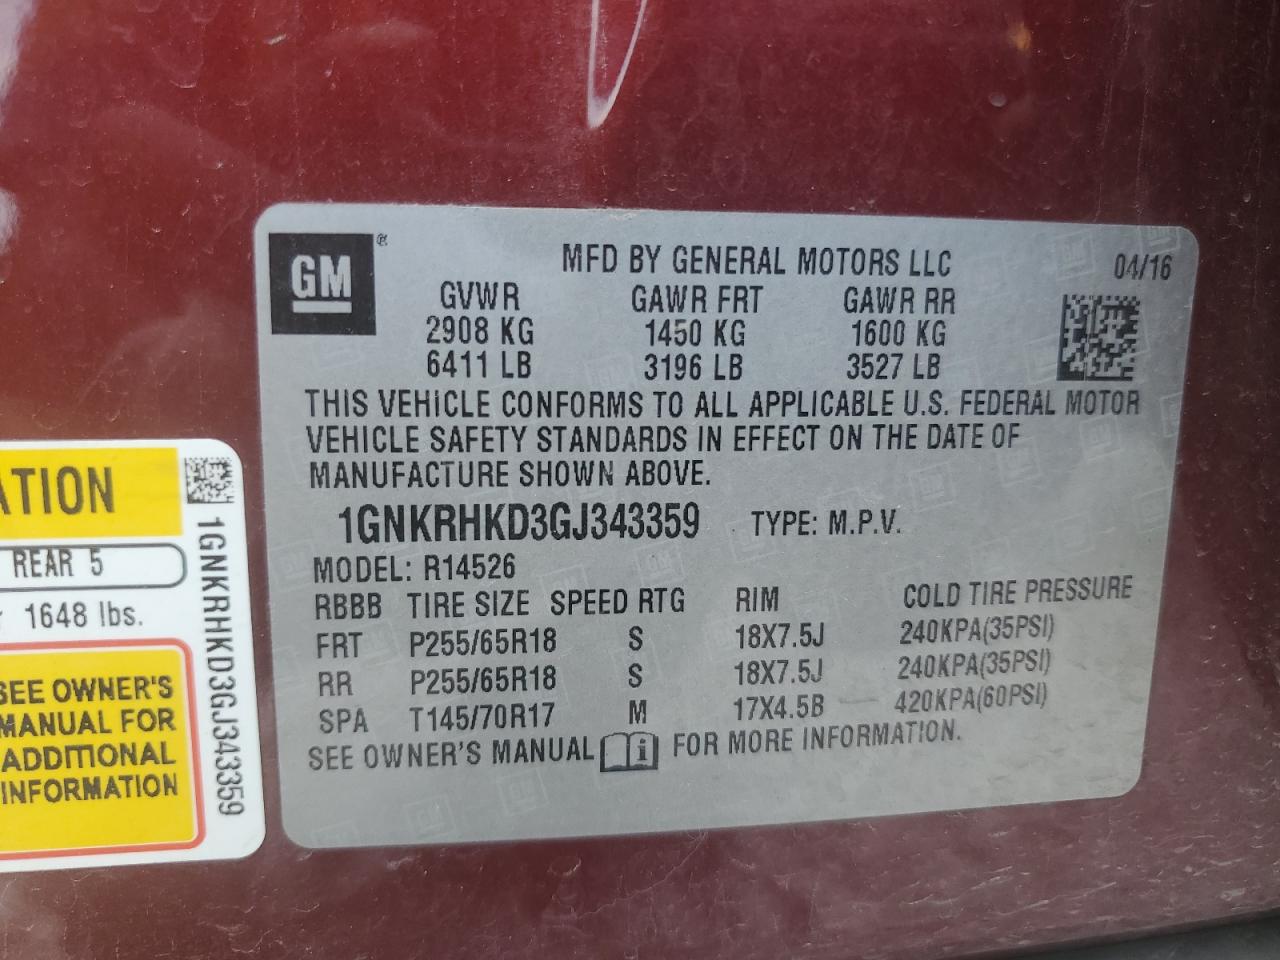 GM ®
MFD BY GENERAL MOTORS LLC 04/16
GVWR GAWR FRT GAWR RR
2908 KG 1450 KG 1600 KG
6411 LB 3196 LB 3527 LB
THIS VEHICLE CONFORMS TO ALL APPLICABLE U.S. FEDERAL MOTOR
VEHICLE SAFETY STANDARDS IN EFFECT ON THE DATE OF
MANUFACTURE SHOWN ABOVE.
1GNKRHKD3GJ343359 TYPE: M.P.V.
MODEL: R14526
RBBB TIRE SIZE SPEED RTG RIM COLD TIRE PRESSURE
FRT P255/65R18 S 18X7.5J 240KPA(35PSI)
RR P255/65R18 S 18X7.5J 240KPA(35PSI)
SPA T145/70R17 M 17X4.5B 420KPA(60PSI)
SEE OWNER'S MANUAL i FOR MORE INFORMATION.
ATION
REAR 5
1648 lbs.
SEE OWNER'S
MANUAL FOR
ADDITIONAL
INFORMATION
1GNKRHKD3GJ343359